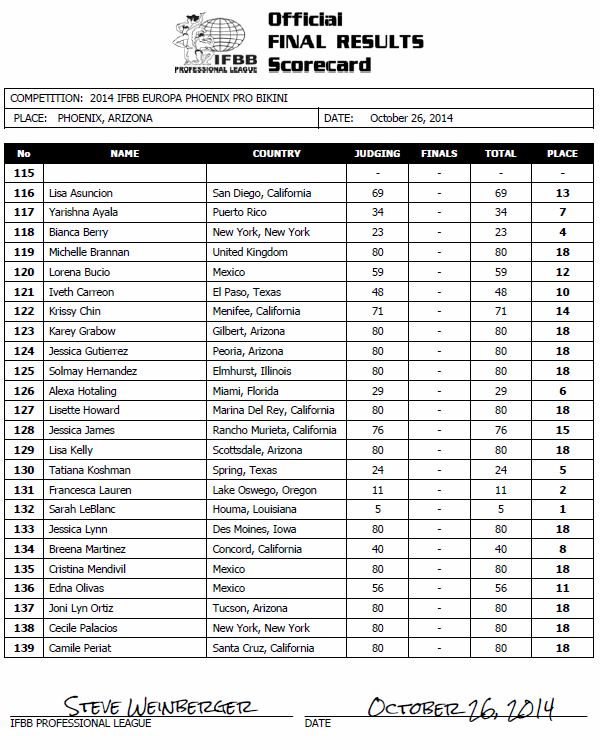 IFBB
PROFESSIONAL LEAGUE
Official
FINAL RESULTS
Scorecard
COMPETITION: 2014 IFBB EUROPA PHOENIX PRO BIKINI
PLACE: PHOENIX, ARIZONA DATE: October 26, 2014
No NAME COUNTRY JUDGING FINALS TOTAL PLACE
115 - - - -
116 Lisa Asuncion San Diego, California 69 - 69 13
117 Yarishna Ayala Puerto Rico 34 - 34 7
118 Bianca Berry New York, New York 23 - 23 4
119 Michelle Brannan United Kingdom 80 - 80 18
120 Lorena Bucio Mexico 59 - 59 12
121 Iveth Carreon El Paso, Texas 48 - 48 10
122 Krissy Chin Menifee, California 71 - 71 14
123 Karey Grabow Gilbert, Arizona 80 - 80 18
124 Jessica Gutierrez Peoria, Arizona 80 - 80 18
125 Solmay Hernandez Elmhurst, Illinois 80 - 80 18
126 Alexa Hotaling Miami, Florida 29 - 29 6
127 Lisette Howard Marina Del Rey, California 80 - 80 18
128 Jessica James Rancho Murieta, California 76 - 76 15
129 Lisa Kelly Scottsdale, Arizona 80 - 80 18
130 Tatiana Koshman Spring, Texas 24 - 24 5
131 Francesca Lauren Lake Oswego, Oregon 11 - 11 2
132 Sarah LeBlanc Houma, Louisiana 5 - 5 1
133 Jessica Lynn Des Moines, Iowa 80 - 80 18
134 Breena Martinez Concord, California 40 - 40 8
135 Cristina Mendivil Mexico 80 - 80 18
136 Edna Olivas Mexico 56 - 56 11
137 Joni Lyn Ortiz Tucson, Arizona 80 - 80 18
138 Cecile Palacios New York, New York 80 - 80 18
139 Camile Periat Santa Cruz, California 80 - 80 18
STEVE WEINBERGER OCTOBER 26, 2014
IFBB PROFESSIONAL LEAGUE DATE